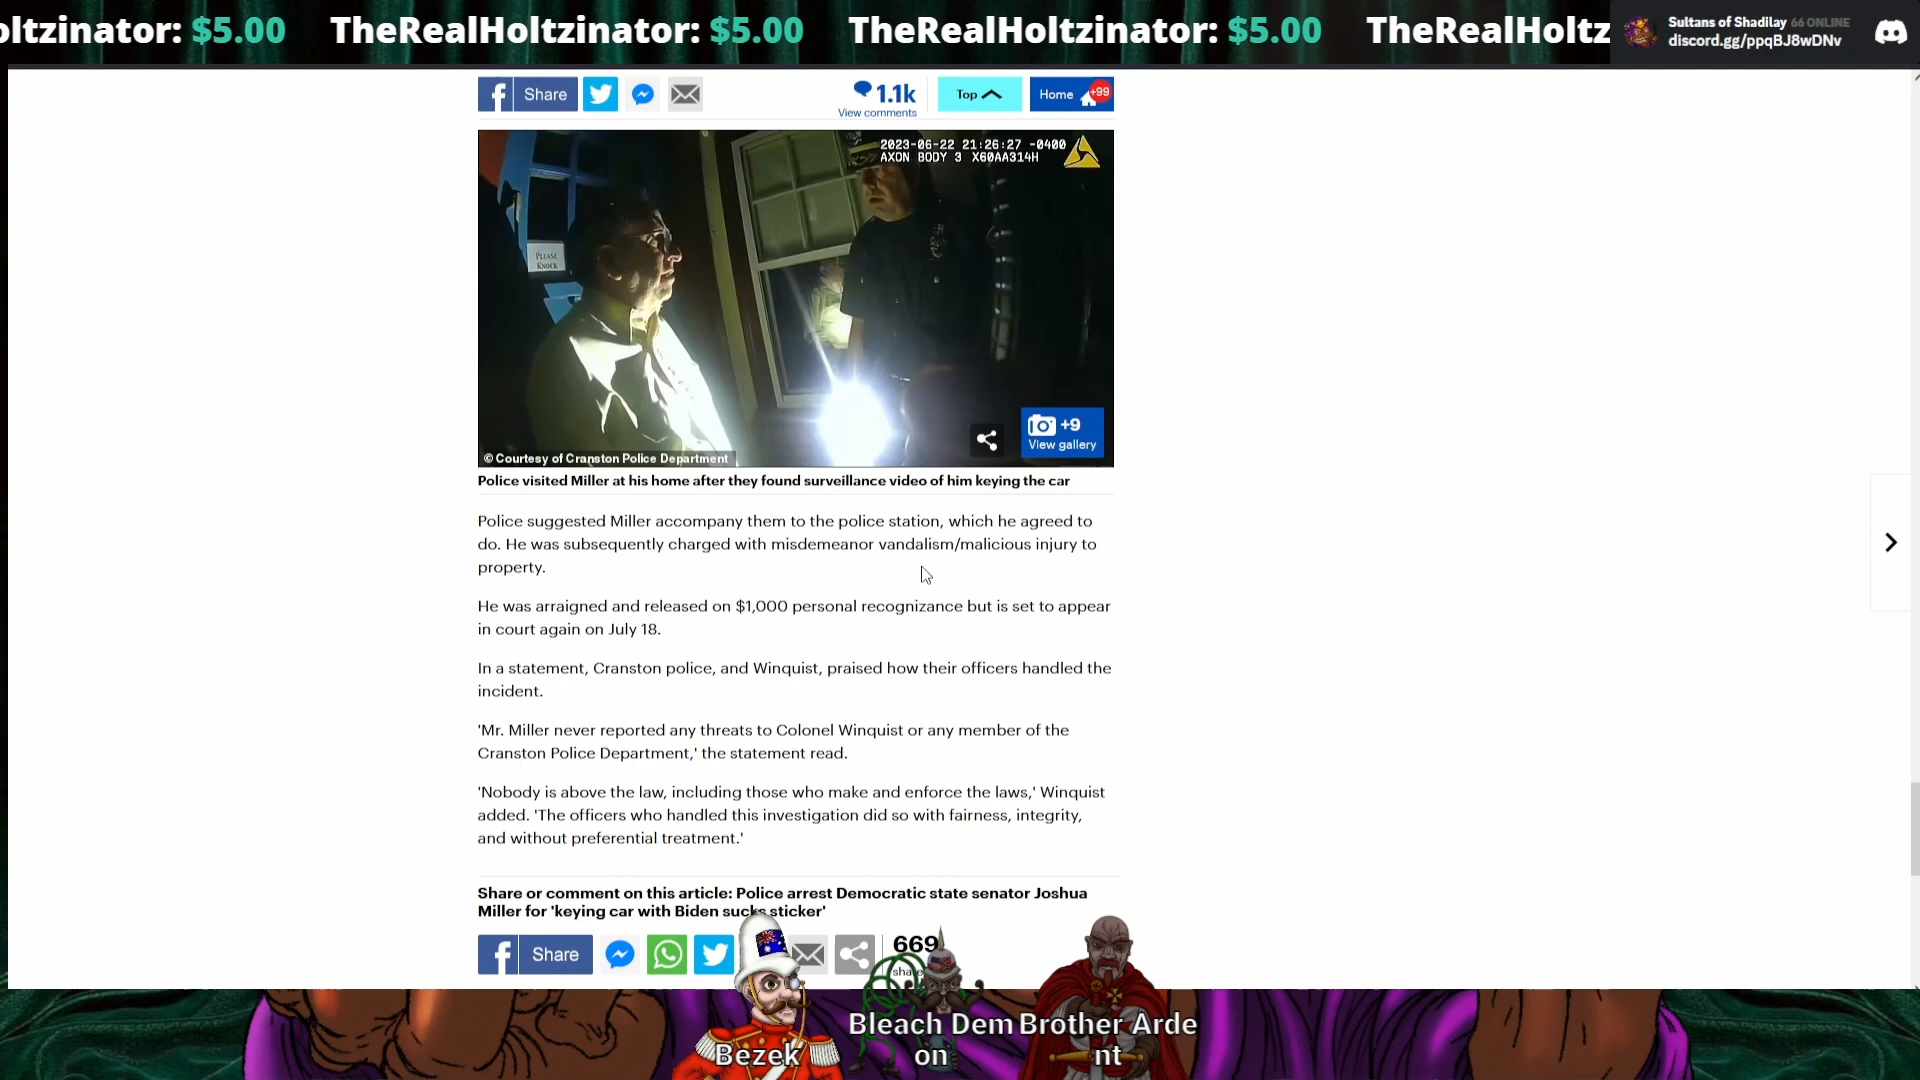 oltzinator: $5.00 TheRealHoltzinator: $5.00 TheRealHoltzinator: $5.00 TheRealHoltz
Sultans of Shadilay 66 ONLINE
discord.gg/ppqBJ8wDNv
f Share
1.1k
View comments
Top
Home +99
2023-06-22 21:26:27 -0400
AXON BODY 3 X60AA314H
PLEASE
KNOCK
+9
View gallery
© Courtesy of Cranston Police Department
Police visited Miller at his home after they found surveillance video of him keying the car
Police suggested Miller accompany them to the police station, which he agreed to
do. He was subsequently charged with misdemeanor vandalism/malicious injury to
property.
He was arraigned and released on $1,000 personal recognizance but is set to appear
in court again on July 18.
In a statement, Cranston police, and Winquist, praised how their officers handled the
incident.
'Mr. Miller never reported any threats to Colonel Winquist or any member of the
Cranston Police Department,' the statement read.
'Nobody is above the law, including those who make and enforce the laws,' Winquist
added. 'The officers who handled this investigation did so with fairness, integrity,
and without preferential treatment.'
Share or comment on this article: Police arrest Democratic state senator Joshua
Miller for 'keying car with Biden sucks sticker'
f Share
669
share
Bezek
Bleach Dem
on
Brother Arde
nt